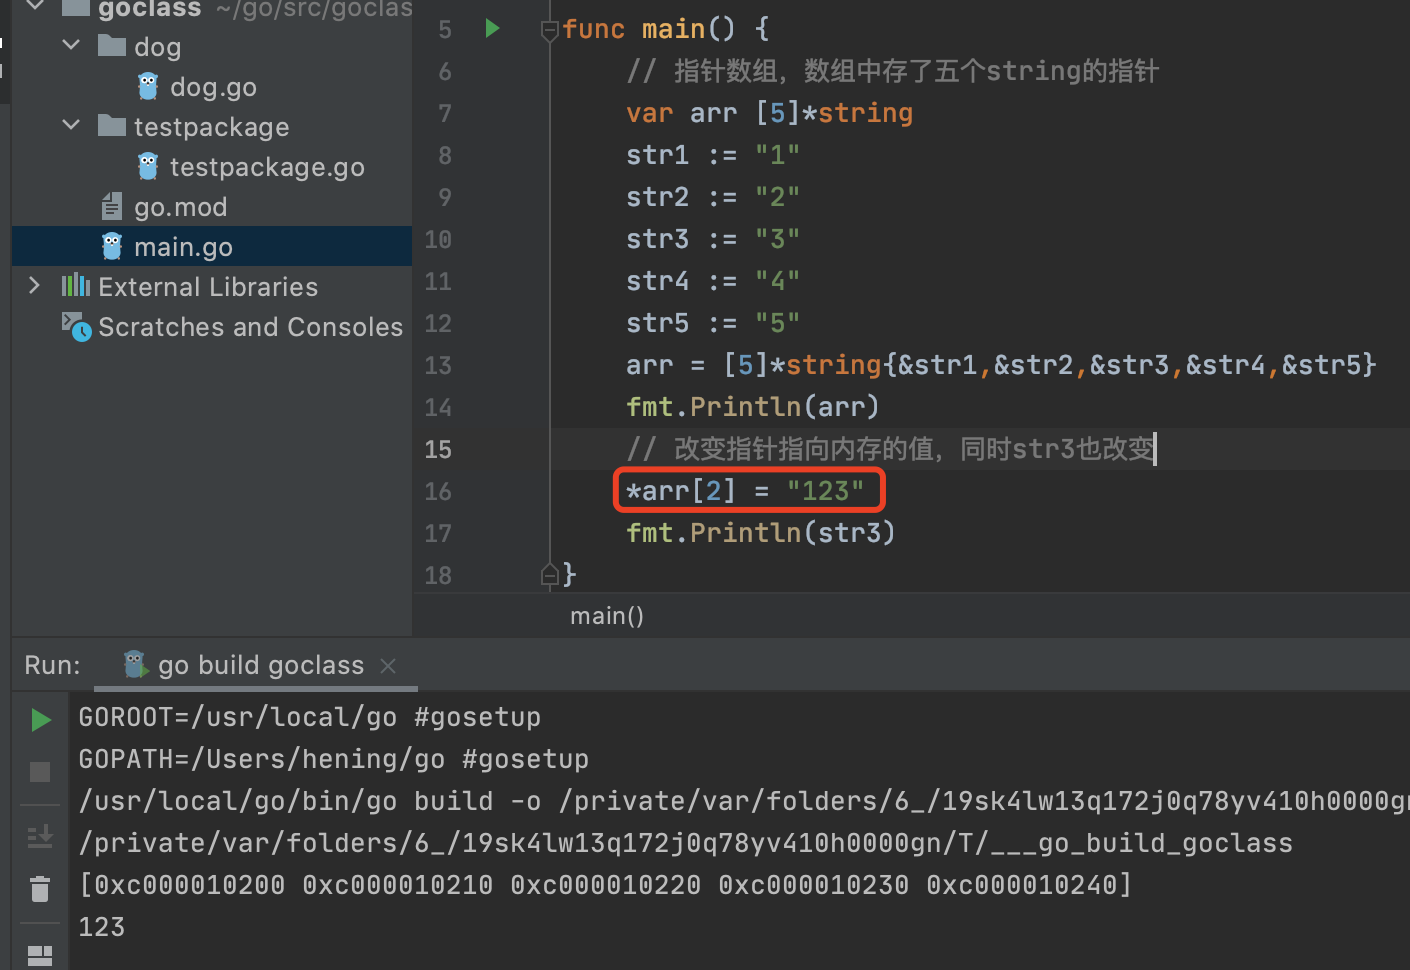 goclass ~/go/src/goclas
dog
dog.go
testpackage
testpackage.go
go.mod
main.go
External Libraries
Scratches and Consoles
5 func main() {
6 // 指针数组，数组中存了五个string的指针
7 var arr [5]*string
8 str1 := "1"
9 str2 := "2"
10 str3 := "3"
11 str4 := "4"
12 str5 := "5"
13 arr = [5]*string{&str1,&str2,&str3,&str4,&str5}
14 fmt.Println(arr)
15 // 改变指针指向内存的值，同时str3也改变
16 *arr[2] = "123"
17 fmt.Println(str3)
18 }
main()
Run: go build goclass
GOROOT=/usr/local/go #gosetup
GOPATH=/Users/hening/go #gosetup
/usr/local/go/bin/go build -o /private/var/folders/6_/19sk4lw13q172j0q78yv410h0000gn
/private/var/folders/6_/19sk4lw13q172j0q78yv410h0000gn/T/___go_build_goclass
[0xc000010200 0xc000010210 0xc000010220 0xc000010230 0xc000010240]
123